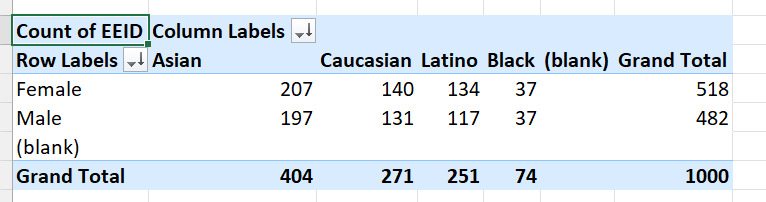 Count of EEID Column Labels
Row Labels Asian Caucasian Latino Black (blank) Grand Total
Female 207 140 134 37 518
Male 197 131 117 37 482
(blank)
Grand Total 404 271 251 74 1000